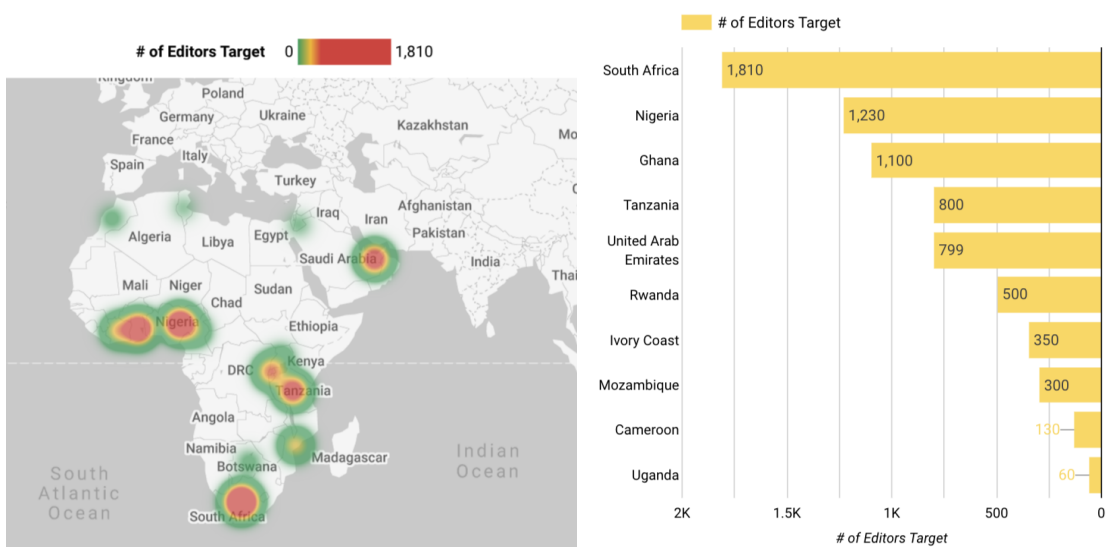 # of Editors Target 0 1,810
Poland
Germany
Ukraine
Kazakhstan
France
Mo
Italy
Spain
Turkey
Afghanistan
Iraq
Iran
Algeria
Libya
Egypt
Pakistan
Saudi Arabia
India
Thai
Mali
Niger
Sudan
Chad
Nigeria
Ethiopia
Kenya
DRC
Tanzania
Angola
Namibia
Madagascar
Botswana
Indian
Ocean
South
Atlantic
Ocean
South Africa
# of Editors Target
South Africa 1,810
Nigeria 1,230
Ghana 1,100
Tanzania 800
United Arab
Emirates 799
Rwanda 500
Ivory Coast 350
Mozambique 300
Cameroon 130
Uganda 60
2K 1.5K 1K 500 0
# of Editors Target